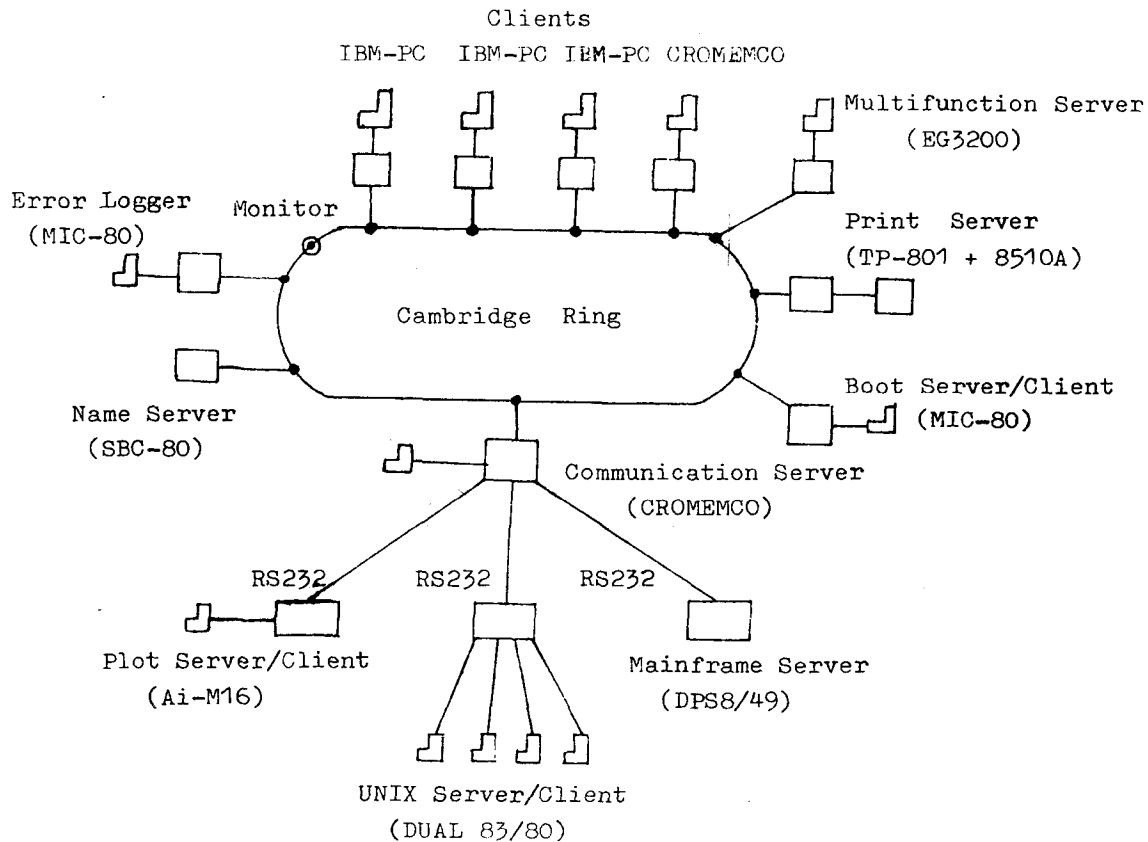 Clients
IBM-PC IBM-PC IBM-PC CROMEMCO
Multifunction Server
(EG3200)
Error Logger
(MIC-80)
Monitor
Print Server
(TP-801 + 8510A)
Cambridge Ring
Name Server
(SBC-80)
Boot Server/Client
(MIC-80)
Communication Server
(CROMEMCO)
RS232 RS232 RS232
Plot Server/Client
(Ai-M16)
Mainframe Server
(DPS8/49)
UNIX Server/Client
(DUAL 83/80)